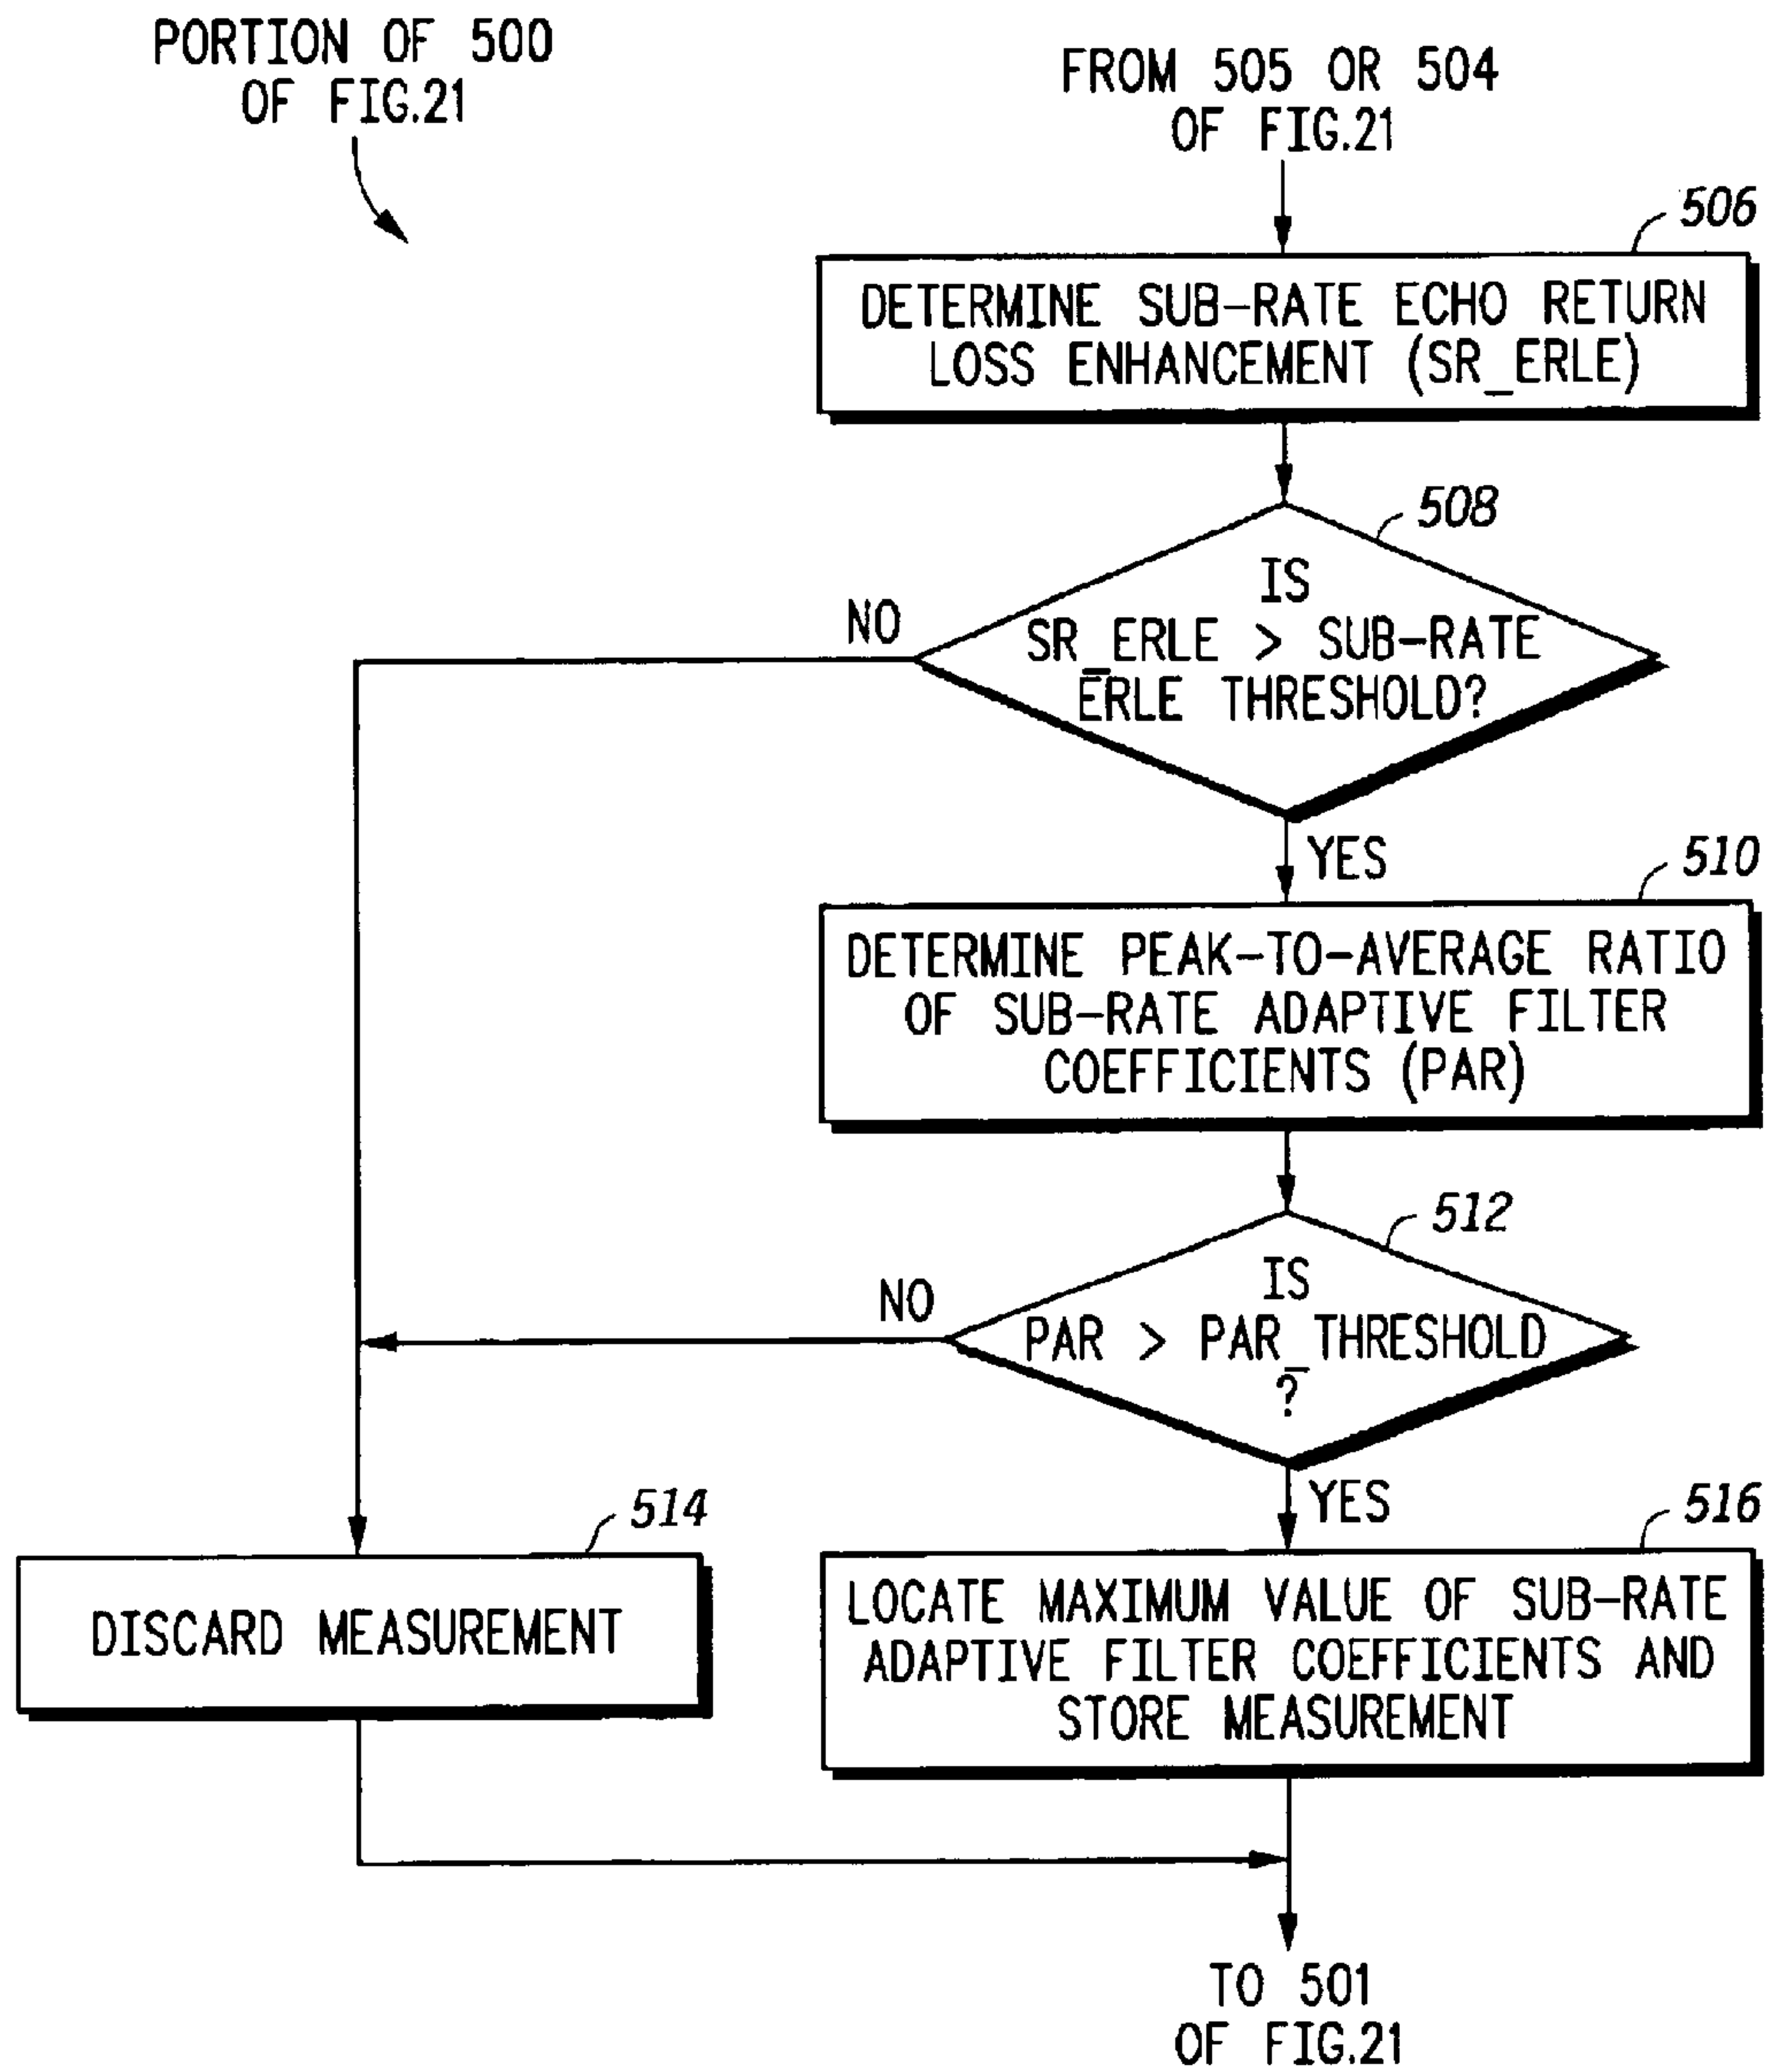 PORTION OF 500
OF FIG.21
FROM 505 OR 504
OF FIG.21
506
DETERMINE SUB-RATE ECHO RETURN
LOSS ENHANCEMENT (SR_ERLE)
508
IS
SR_ERLE > SUB-RATE
ERLE THRESHOLD?
NO
YES
510
DETERMINE PEAK-TO-AVERAGE RATIO
OF SUB-RATE ADAPTIVE FILTER
COEFFICIENTS (PAR)
512
IS
PAR > PAR_THRESHOLD
?
NO
YES
514
DISCARD MEASUREMENT
516
LOCATE MAXIMUM VALUE OF SUB-RATE
ADAPTIVE FILTER COEFFICIENTS AND
STORE MEASUREMENT
TO 501
OF FIG.21